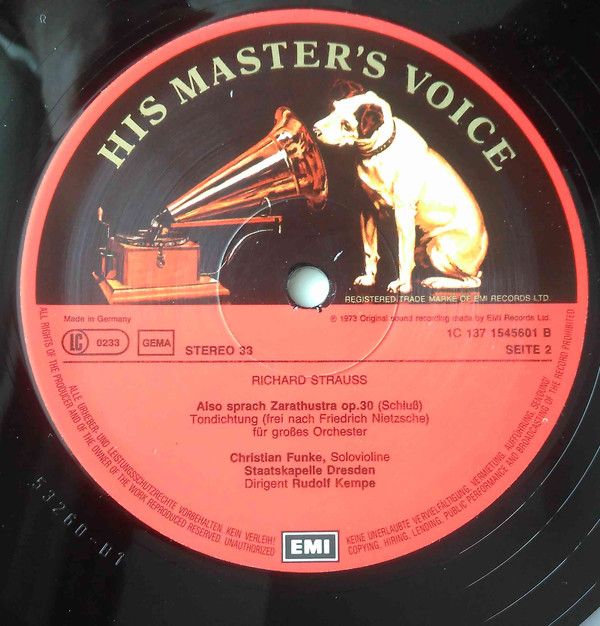 HIS MASTER'S VOICE
REGISTERED TRADE MARKE OF EMI RECORDS LTD.
Made in Germany
℗ 1973 Original sound recording made by EMI Records Ltd.
LC 0233
GEMA
STEREO 33
1C 137 1545601 B
SEITE 2
RICHARD STRAUSS
Also sprach Zarathustra op.30 (Schluß)
Tondichtung (frei nach Friedrich Nietzsche)
für großes Orchester
Christian Funke, Solovioline
Staatskapelle Dresden
Dirigent Rudolf Kempe
ALLE URHEBER- UND LEISTUNGSSCHUTZRECHTE VORBEHALTEN. KEIN VERLEIH!
KEINE UNERLAUBTE VERVIELFÄLTIGUNG, VERMIETUNG, AUFFÜHRUNG, SENDUNG!
ALL RIGHTS OF THE PRODUCER AND OF THE OWNER OF THE WORK REPRODUCED RESERVED. UNAUTHORIZED
COPYING, HIRING, LENDING, PUBLIC PERFORMANCE AND BROADCASTING OF THE RECORD PROHIBITED
EMI